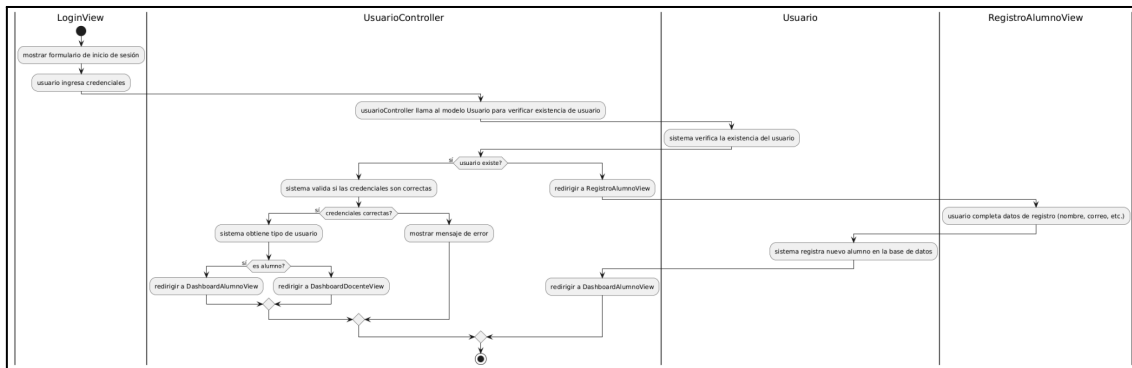 LoginView
UsuarioController
Usuario
RegistroAlumnoView
mostrar formulario de inicio de sesión
usuario ingresa credenciales
usuarioController llama al modelo Usuario para verificar existencia de usuario
sistema verifica la existencia del usuario
sí
usuario existe?
sistema valida si las credenciales son correctas
redirigir a RegistroAlumnoView
sí
credenciales correctas?
usuario completa datos de registro (nombre, correo, etc.)
sistema obtiene tipo de usuario
mostrar mensaje de error
sistema registra nuevo alumno en la base de datos
sí
es alumno?
redirigir a DashboardAlumnoView
redirigir a DashboardDocenteView
redirigir a DashboardAlumnoView